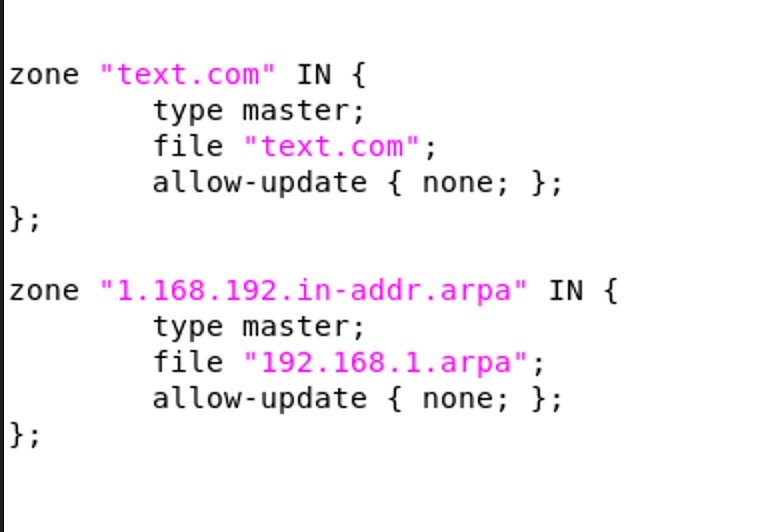 zone "text.com" IN {
        type master;
        file "text.com";
        allow-update { none; };
};

zone "1.168.192.in-addr.arpa" IN {
        type master;
        file "192.168.1.arpa";
        allow-update { none; };
};